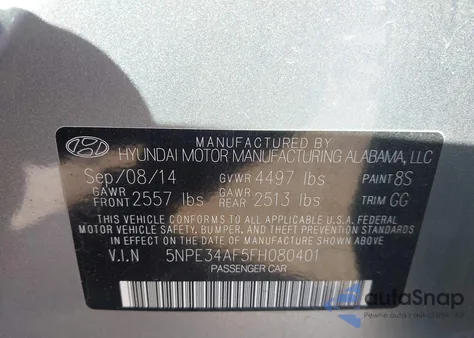 MANUFACTURED BY
HYUNDAI MOTOR MANUFACTURING ALABAMA, LLC
Sep/08/14 GVWR 4497 lbs PAINT 8S
GAWR FRONT 2557 lbs GAWR REAR 2513 lbs TRIM GG
THIS VEHICLE CONFORMS TO ALL APPLICABLE U.S.A. FEDERAL
MOTOR VEHICLE SAFETY, BUMPER, AND THEFT PREVENTION
STANDARDS IN EFFECT ON THE DATE OF MANUFACTURE SHOWN ABOVE.
V.I.N 5NPE34AF5FH080401
PASSENGER CAR
autoSnap